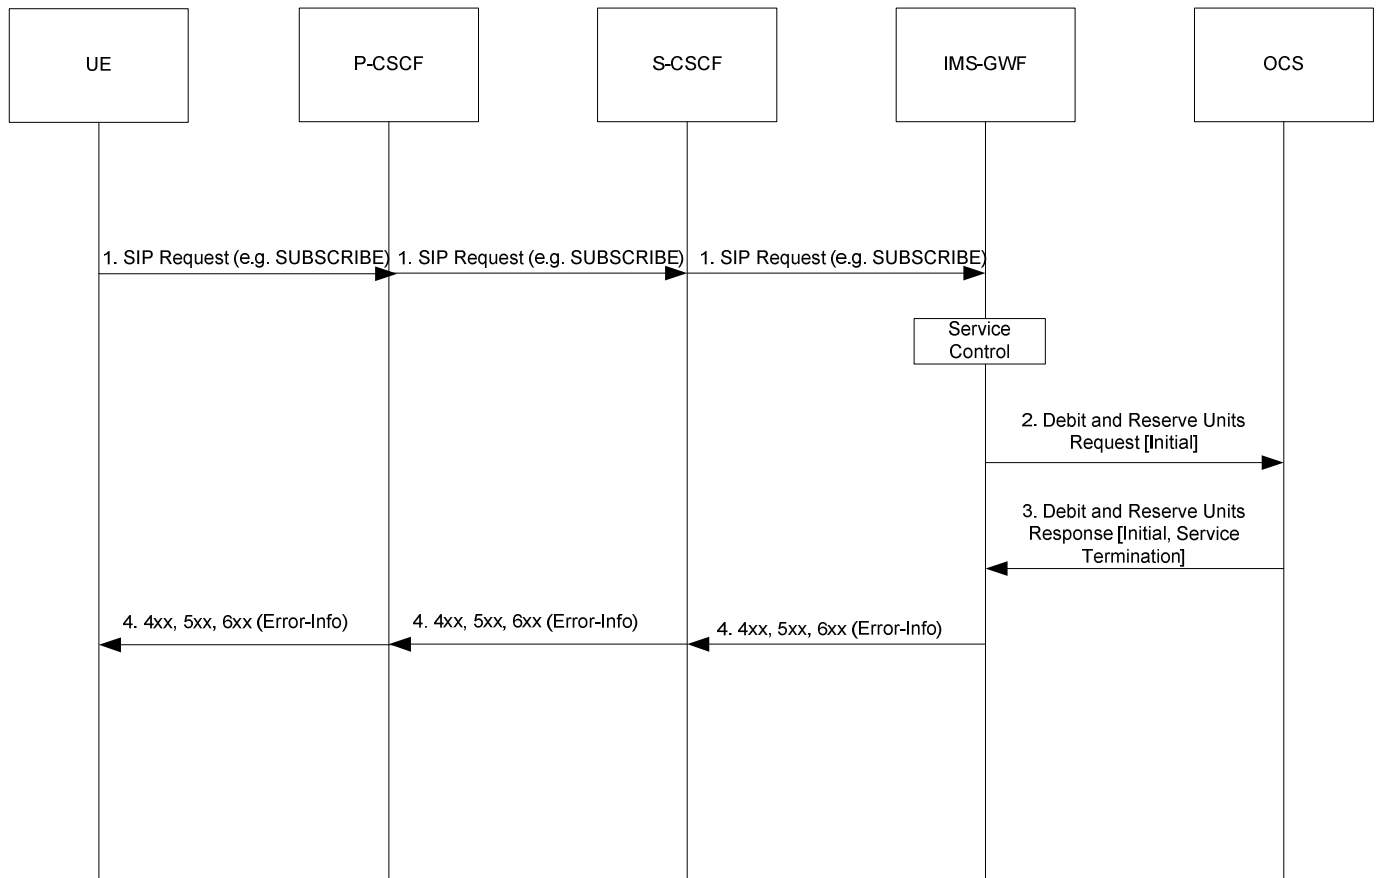 UE
P-CSCF
S-CSCF
IMS-GWF
OCS
1. SIP Request (e.g. SUBSCRIBE)
1. SIP Request (e.g. SUBSCRIBE)
1. SIP Request (e.g. SUBSCRIBE)
Service
Control
2. Debit and Reserve Units
Request [Initial]
3. Debit and Reserve Units
Response [Initial, Service
Termination]
4. 4xx, 5xx, 6xx (Error-Info)
4. 4xx, 5xx, 6xx (Error-Info)
4. 4xx, 5xx, 6xx (Error-Info)